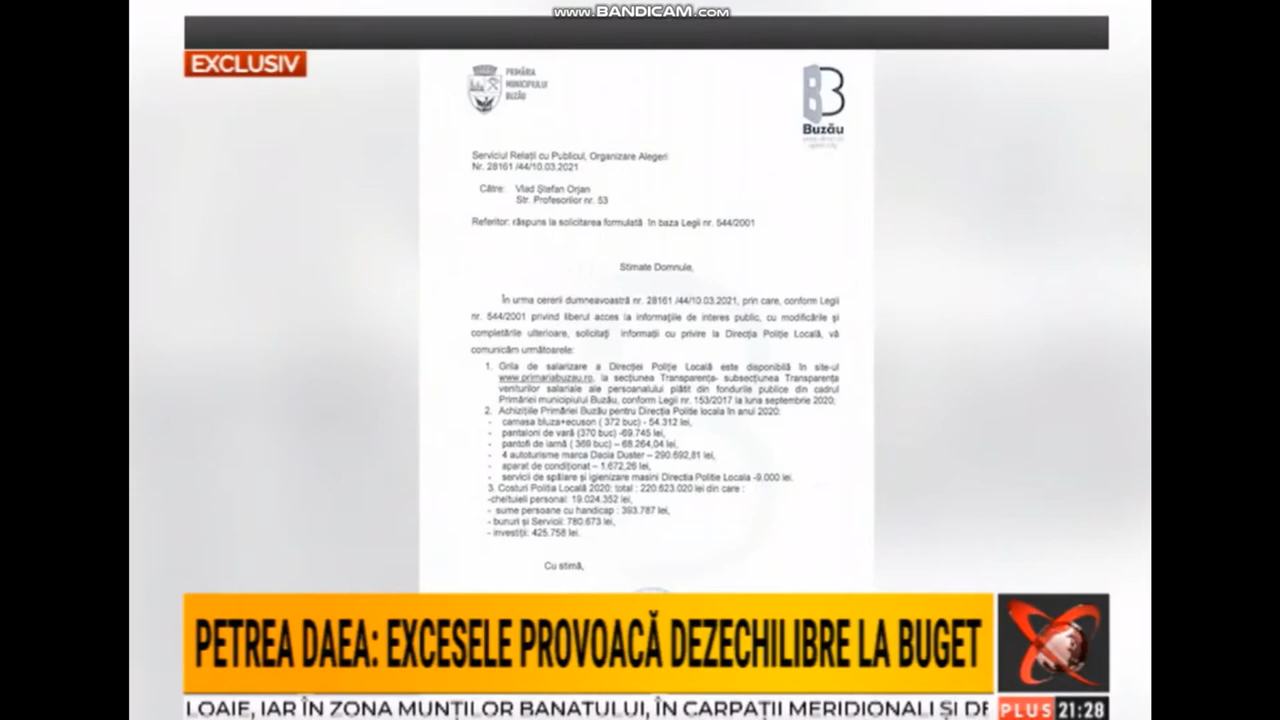 www.BANDICAM.com
EXCLUSIV
PRIMĂRIA
MUNICIPIULUI
BUZĂU
Buzău
Serviciul Relații cu Publicul, Organizare Alegeri
Nr. 28161 /44/10.03.2021
Către: Vlad Ștefan Orjan
Str. Profesorilor nr. 53
Referitor: răspuns la solicitarea formulată în baza Legii nr. 544/2001
Stimate Domnule,
În urma cererii dumneavoastră nr. 28161 /44/10.03.2021, prin care, conform Legii
nr. 544/2001 privind liberul acces la informațiile de interes public, cu modificările și
completările ulterioare, solicitați informații cu privire la Direcția Poliție Locală, vă
comunicăm următoarele:
1. Grila de salarizare a Direcției Poliție Locală este disponibilă în site-ul
www.primariabuzau.ro, la secțiunea Transparența- subsecțiunea Transparența
veniturilor salariale ale persoanalului plătit din fondurile publice din cadrul
Primăriei municipiului Buzău, conform Legii nr. 153/2017 la luna septembrie 2020;
2. Achizițiile Primăriei Buzău pentru Direcția Politie locala în anul 2020:
- camasa bluza+ecuson ( 372 buc) - 54.312 lei,
- pantaloni de vară (370 buc) -69.745 lei,
- pantofi de iarnă ( 369 buc) – 68.264,04 lei,
- 4 autoturisme marca Dacia Duster – 290.692,81 lei,
- aparat de condiționat – 1.672,26 lei,
- servicii de spălare și igienizare masini Directia Politie Locala -9.000 lei.
3. Costuri Politia Locală 2020: total : 220.623.020 lei din care :
-cheltuieli personal: 19.024.352 lei,
- sume persoane cu handicap : 393.787 lei,
- bunuri și Servicii: 780.673 lei,
- investiții: 425.758 lei.
Cu stimă,
PETREA DAEA: EXCESELE PROVOACĂ DEZECHILIBRE LA BUGET
LOAIE, IAR ÎN ZONA MUNȚILOR BANATULUI, ÎN CARPAȚII MERIDIONALI ȘI DE
PLUS 21:28